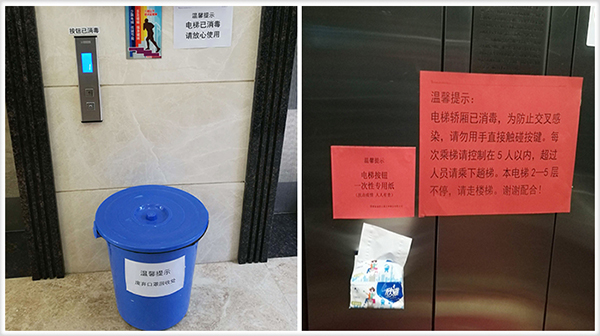 按钮已消毒
温馨提示
电梯已消毒
请放心使用
温馨提示
废弃口罩回收处
温馨提示:
电梯轿厢已消毒,为防止交叉感
染,请勿用手直接触碰按键。每
次乘梯请控制在5人以内,超过
人员请乘下趟梯。本电梯2—5层
不停,请走楼梯。谢谢配合!
温馨提示
电梯按钮
一次性专用纸